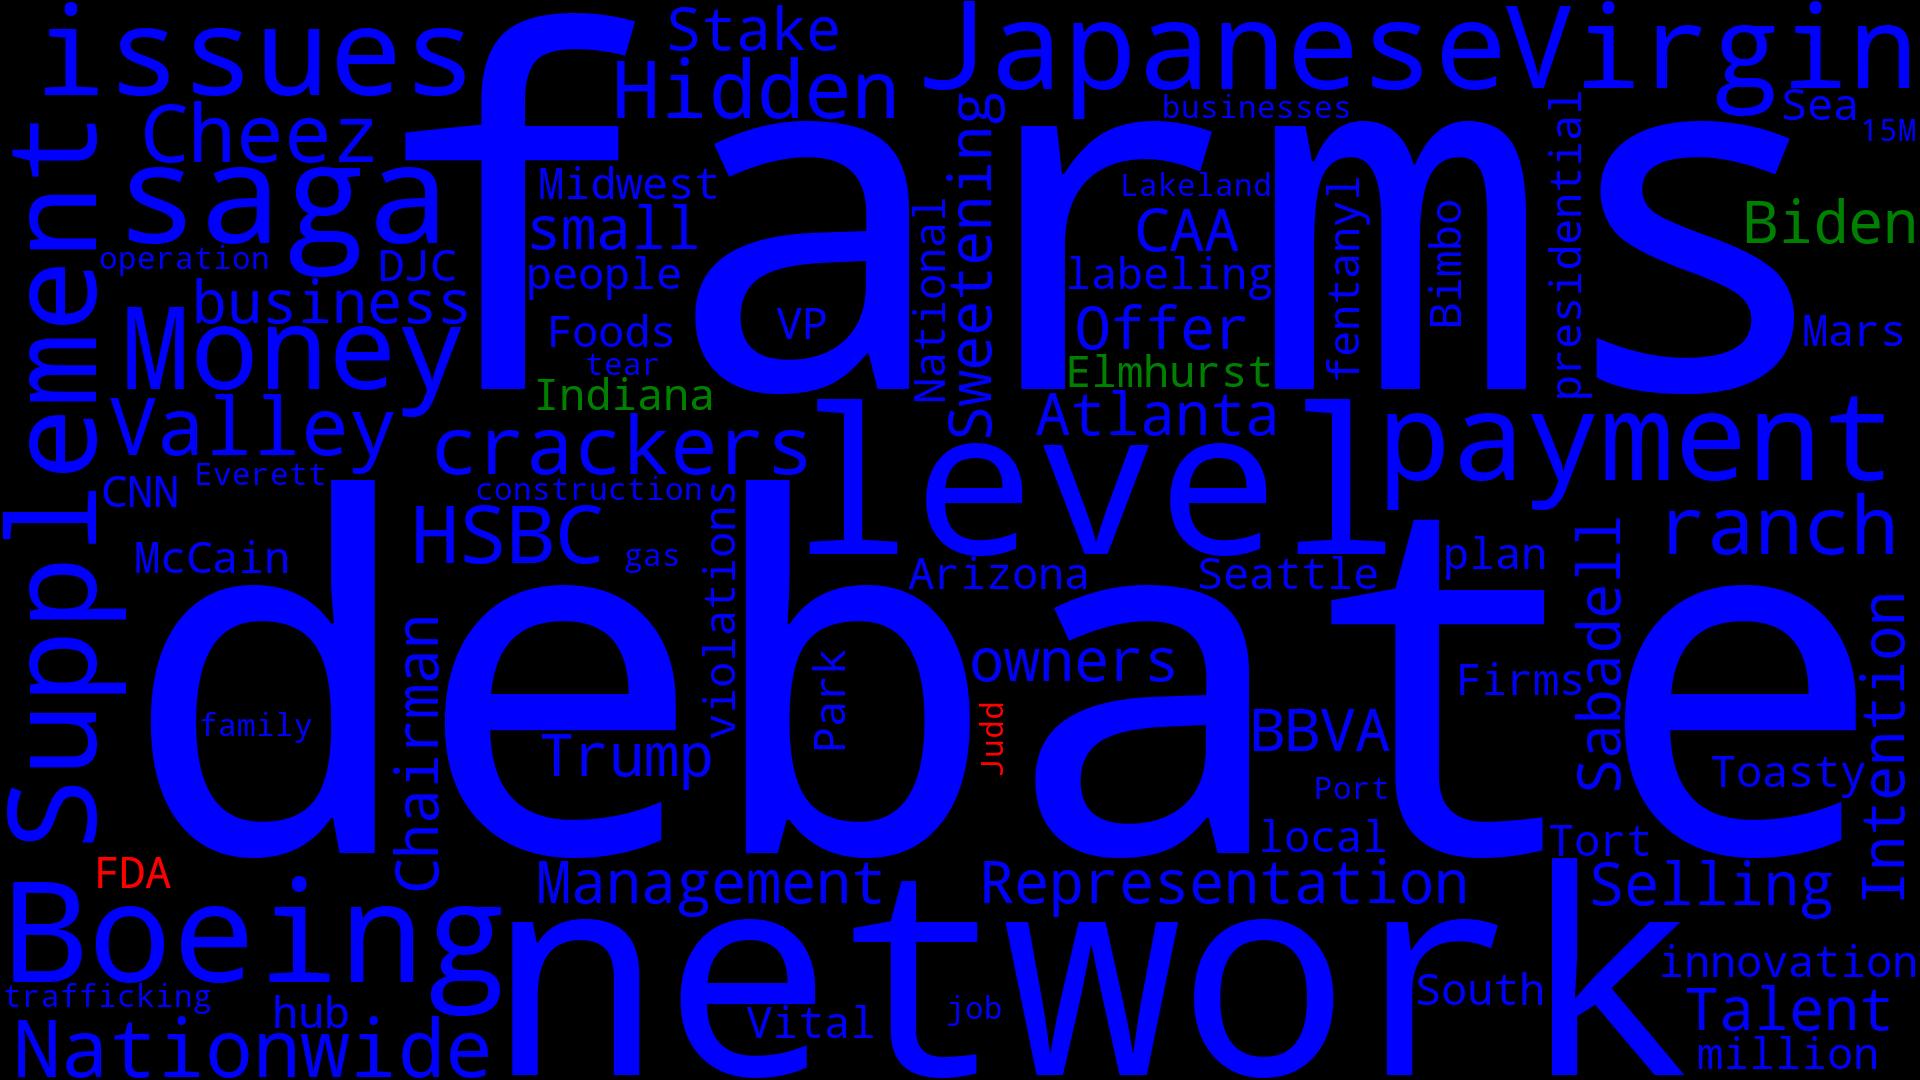 issues
farms
Stake
Hidden
Japanese
Virgin
businesses
Sea
15M
Cheez
saga
Supplement
Midwest
small
people
Sweetening
National
Lakeland
CAA
labeling
fentanyl
Bimbo
presidential
Biden
operation
DJC
business
Money
Foods
tear
VP
Offer
Mars
Indiana
Elmhurst
Valley
crackers
level
Atlanta
payment
CNN
Everett
construction
HSBC
gas
violations
ranch
McCain
Arizona
Seattle
plan
debate
Sabadell
Intention
Chairman
family
Trump
Park
Judd
owners
BBVA
Firms
Toasty
Port
local
Tort
FDA
Boeing
Management
Representation
Selling
network
trafficking
hub
Nationwide
Vital
job
South
innovation
Talent
million